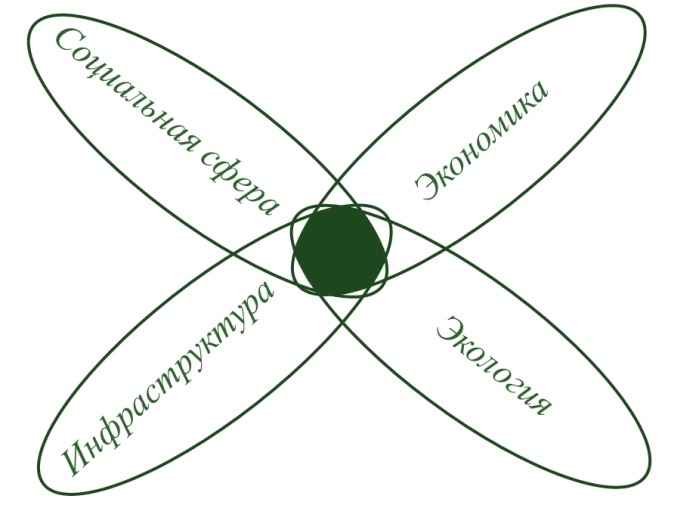 Социальная сфера
Экономика
Инфраструктура
Экология